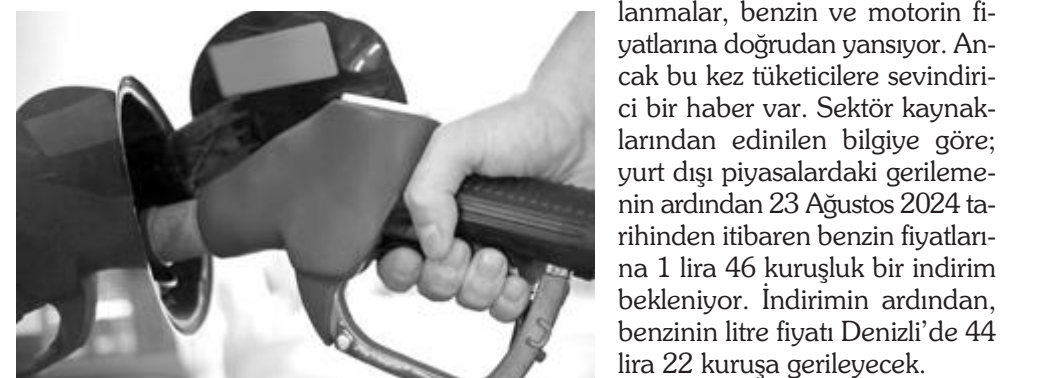 lanmalar, benzin ve motorin fi-
yatlarına doğrudan yansıyor. An-
cak bu kez tüketicilere sevindiri-
ci bir haber var. Sektör kaynak-
larından edinilen bilgiye göre;
yurt dışı piyasalardaki gerileme-
nin ardından 23 Ağustos 2024 ta-
rihinden itibaren benzin fiyatları-
na 1 lira 46 kuruşluk bir indirim
bekleniyor. İndirimin ardından,
benzinin litre fiyatı Denizli'de 44
lira 22 kuruşa gerileyecek.